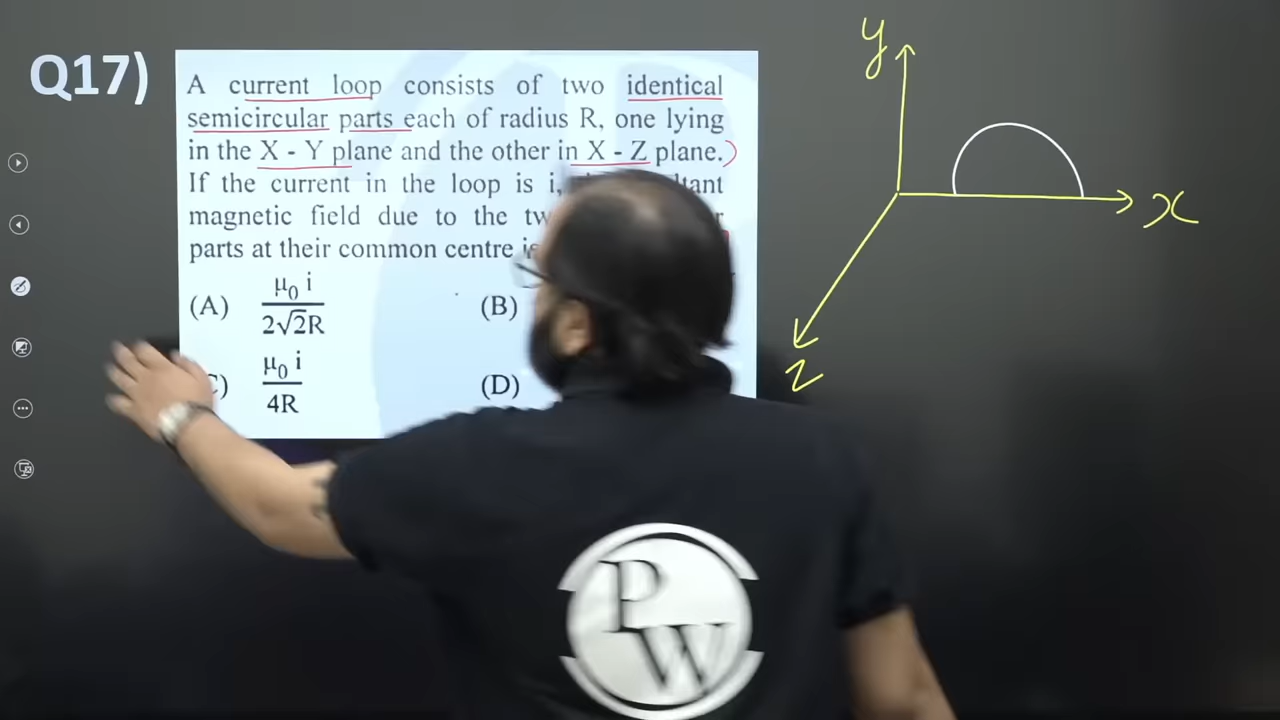 Q17)
A current loop consists of two identical
semicircular parts each of radius R, one lying
in the X - Y plane and the other in X - Z plane.
If the current in the loop is i,
magnetic field due to the
parts at their common centre
(A) μ₀ i / 2√2R
(B)
μ₀ i / 4R
(D)
y
x
z
PW